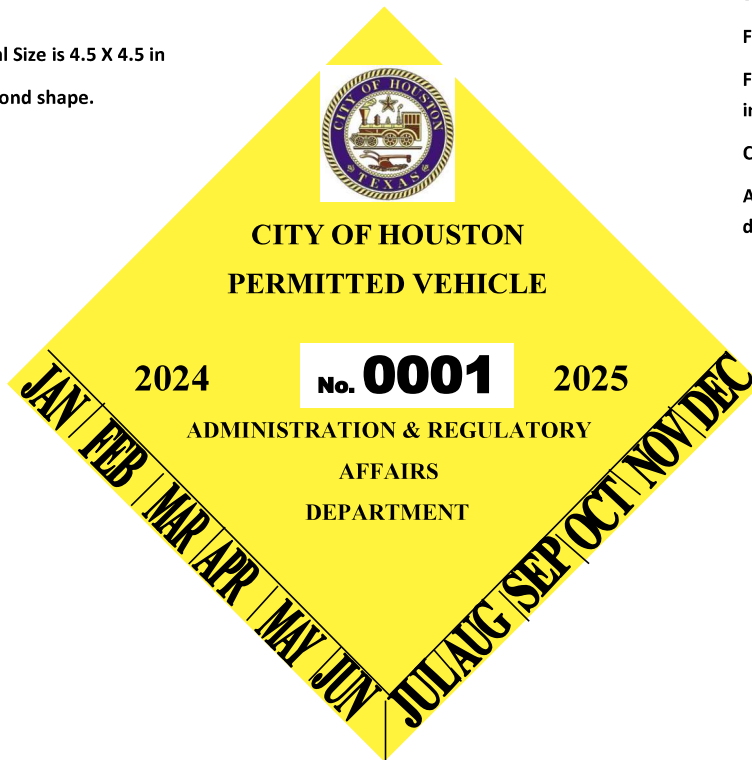 al Size is 4.5 X 4.5 in
ond shape.
F
F
in
C
A
d
CITY OF HOUSTON
TEXAS
CITY OF HOUSTON
PERMITTED VEHICLE
2024 No. 0001 2025
ADMINISTRATION & REGULATORY
AFFAIRS
DEPARTMENT
JAN FEB MAR APR MAY JUN
JUL AUG SEP OCT NOV DEC